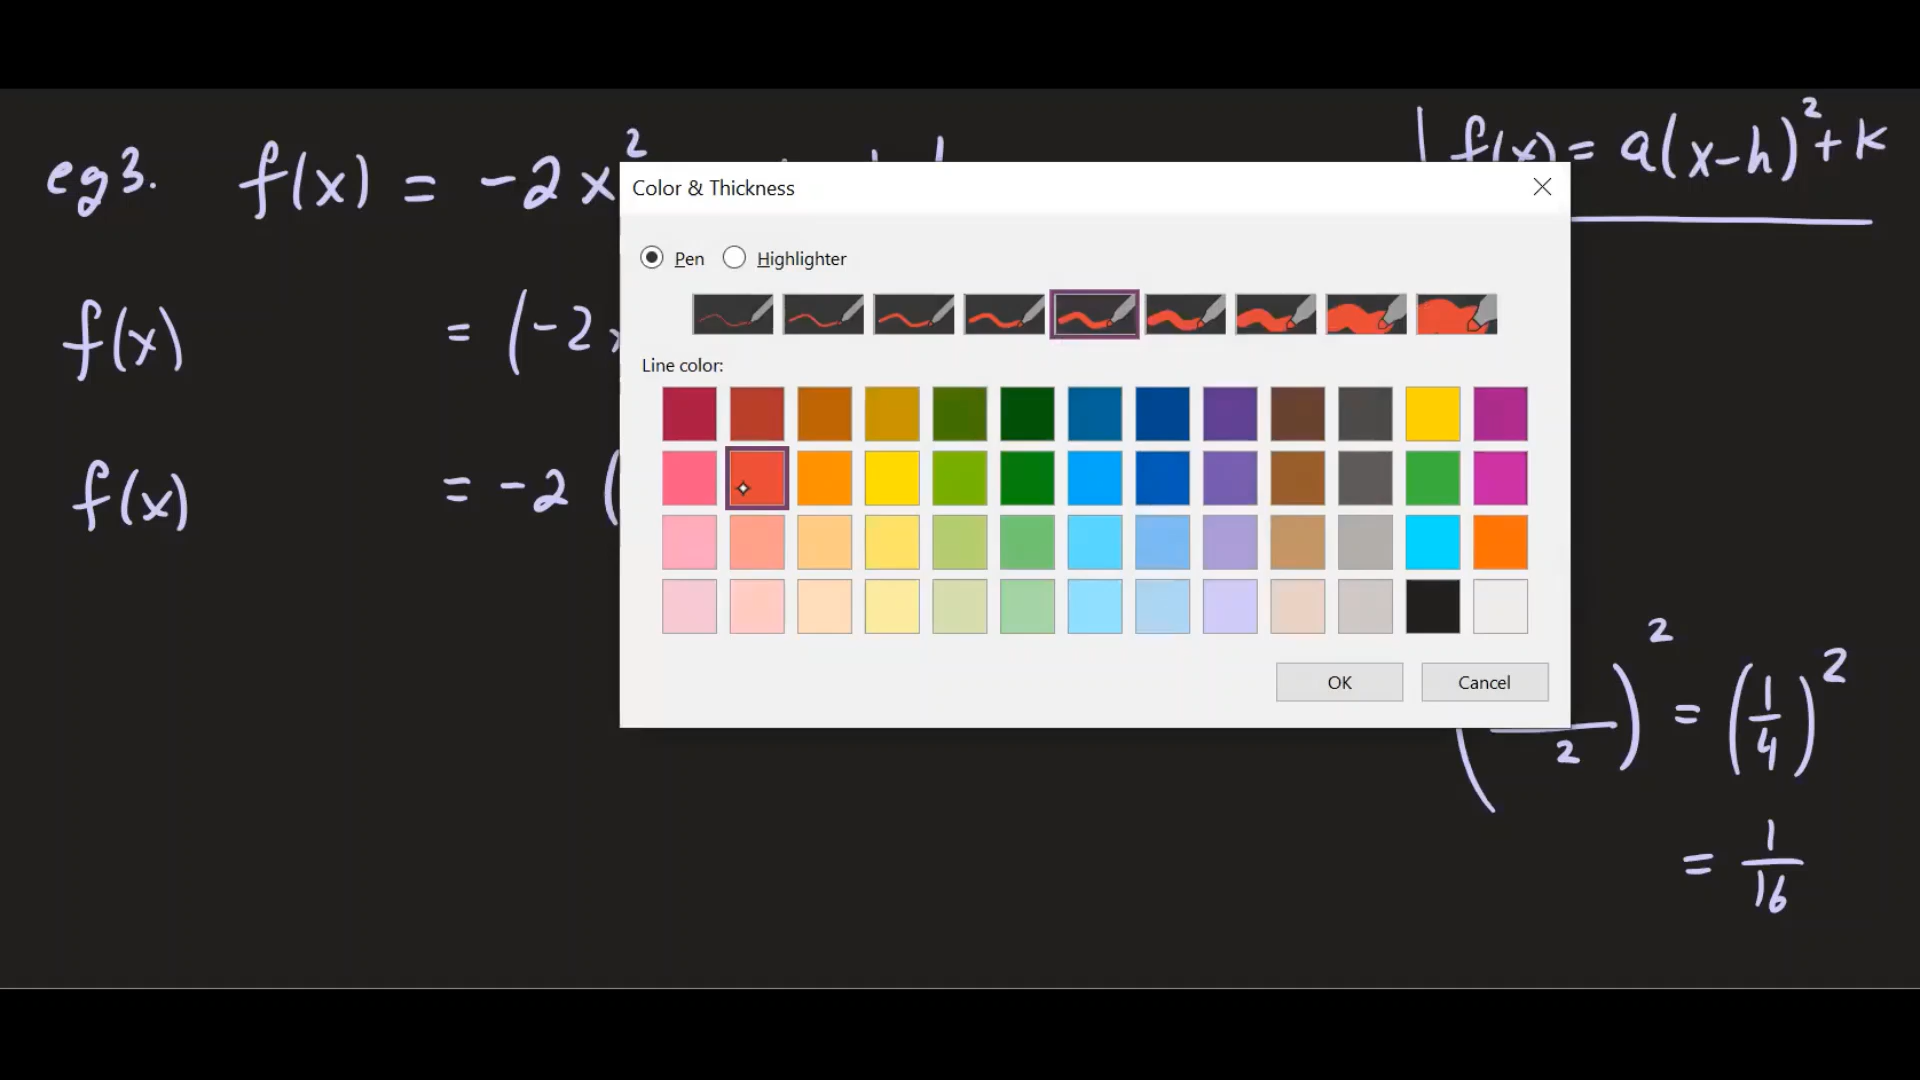 eg3. f(x) = -2x²
f(x) = a(x-h)²+k
Color & Thickness
Pen Highlighter
f(x) = (-2x
Line color:
f(x) = -2 (
OK Cancel
( 2 )² = (1/4)²
= 1/16